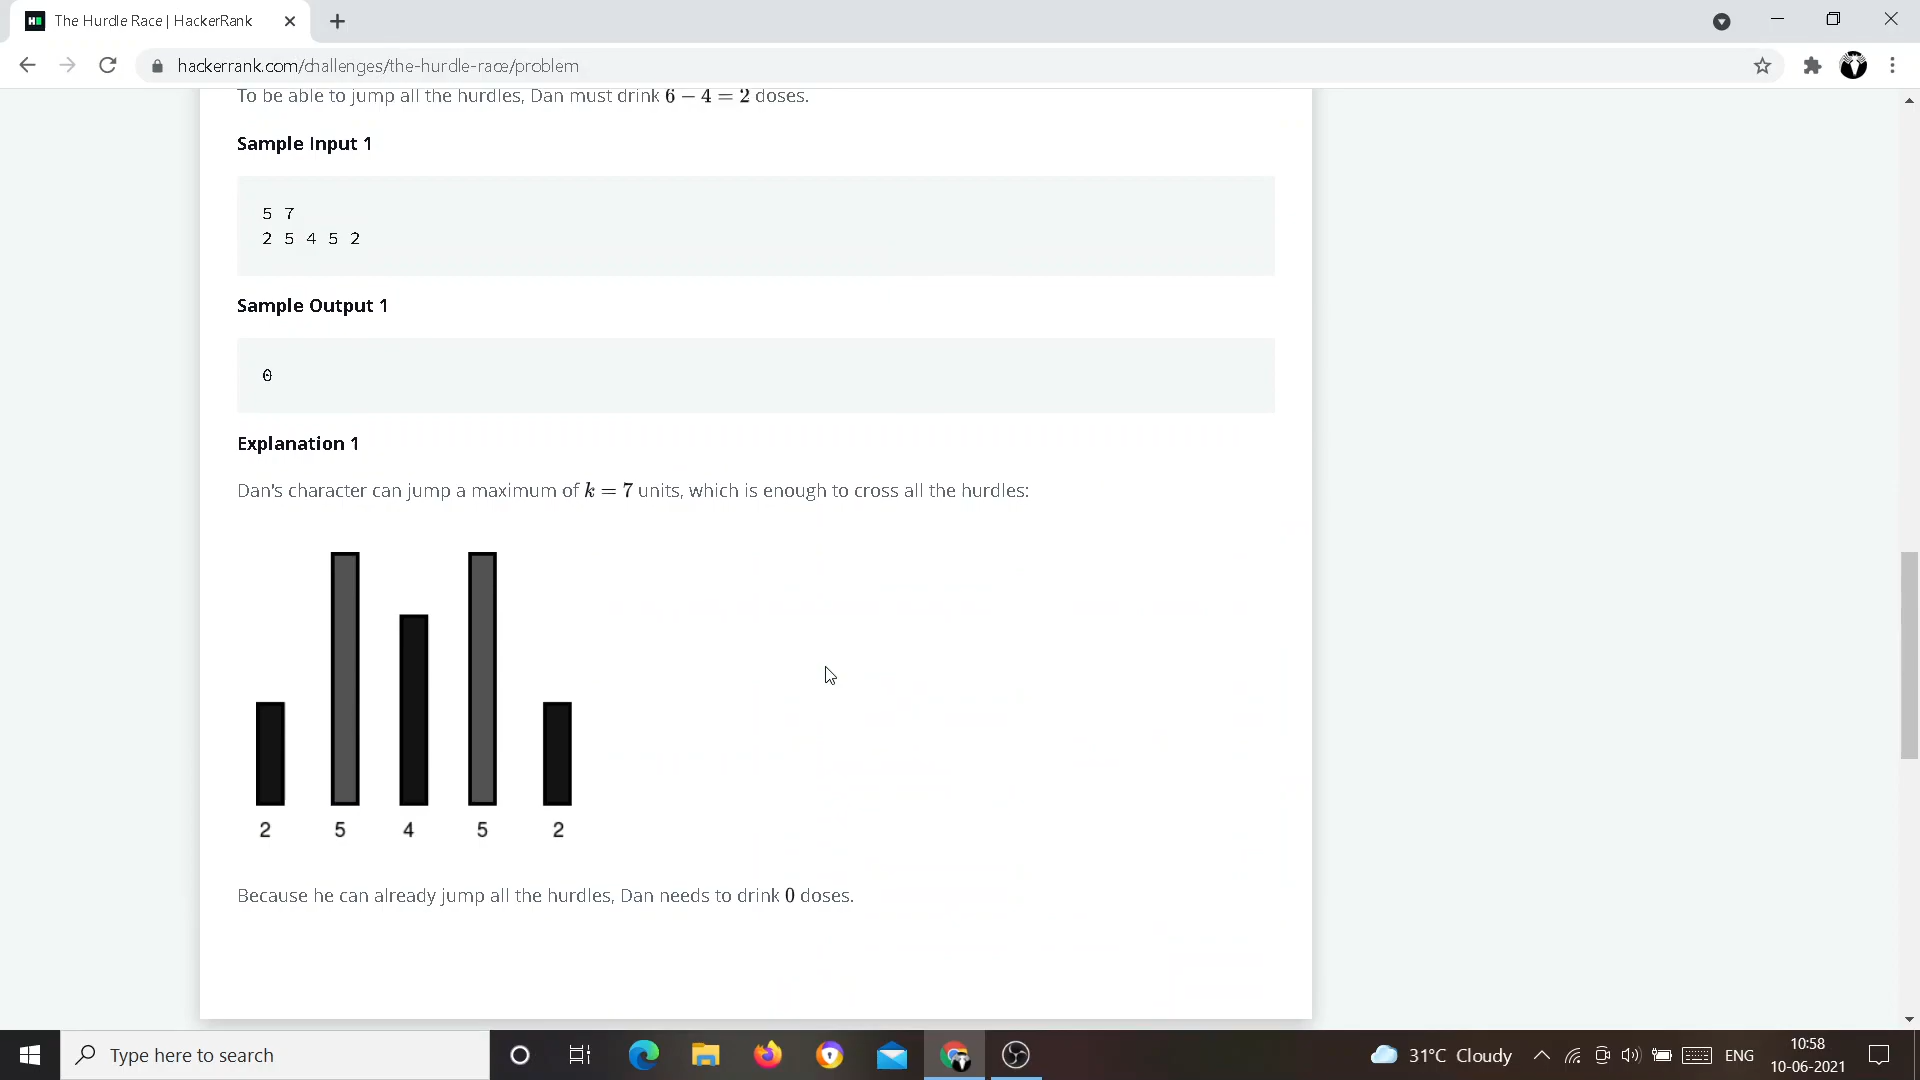 The Hurdle Race | HackerRank
hackerrank.com/challenges/the-hurdle-race/problem
To be able to jump all the hurdles, Dan must drink 6 − 4 = 2 doses.
Sample Input 1
5 7
2 5 4 5 2
Sample Output 1
0
Explanation 1
Dan's character can jump a maximum of k = 7 units, which is enough to cross all the hurdles:
2 5 4 5 2
Because he can already jump all the hurdles, Dan needs to drink 0 doses.
Type here to search
31°C Cloudy
ENG
10:58
10-06-2021